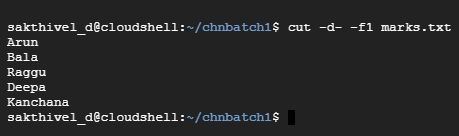 sakthivel_d@cloudshell:~/chnbatch1$ cut -d- -f1 marks.txt
Arun
Bala
Raggu
Deepa
Kanchana
sakthivel_d@cloudshell:~/chnbatch1$